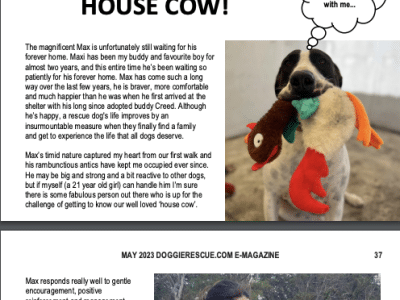 HOUSE COW!
with me...
The magnificent Max is unfortunately still waiting for his
forever home. Maxi has been my buddy and favourite boy for
almost two years, and this entire time he's been waiting so
patiently for his forever home. Max has come such a long
way over the last few years, he is braver, more comfortable
and much happier than he was when he first arrived at the
shelter with his long since adopted buddy Creed. Although
he's happy, a rescue dog's life improves by an
insurmountable measure when they finally find a family
and get to experience the life that all dogs deserve.
Max's timid nature captured my heart from our first walk and
his rambunctious antics have kept me occupied ever since.
He may be big and strong and a bit reactive to other dogs,
but if myself (a 21 year old girl) can handle him I'm sure
there is some fabulous person out there who is up for the
challenge of getting to know our well loved 'house cow'.
MAY 2023 DOGGIERESCUE.COM E-MAGAZINE 37
Max responds really well to gentle
encouragement, positive